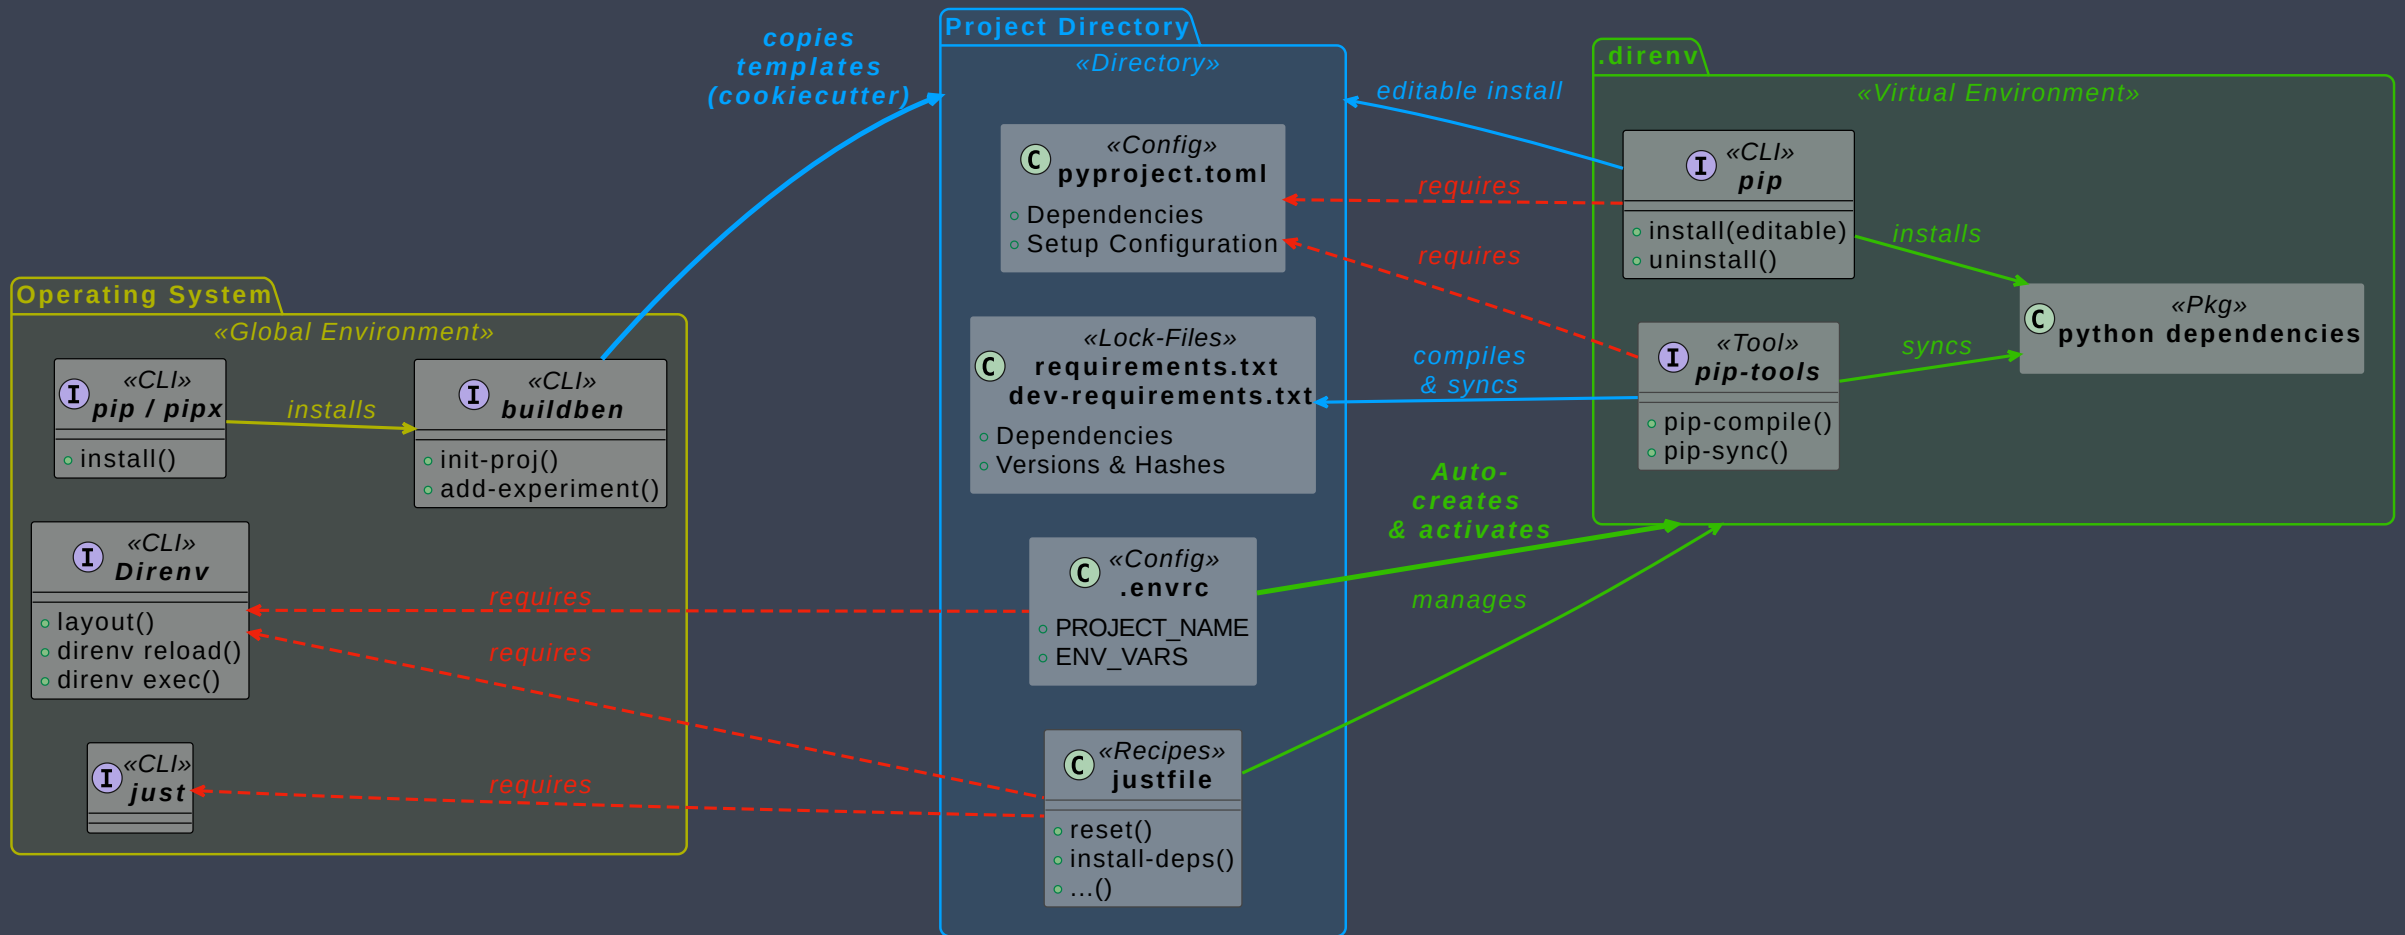 Operating System
«Global Environment»
I
«CLI»
pip / pipx
install()
installs
I
«CLI»
buildben
init-proj()
add-experiment()
I
«CLI»
Direnv
layout()
direnv reload()
direnv exec()
I
«CLI»
just
copies
templates
(cookiecutter)
requires
requires
requires
Project Directory
«Directory»
C
«Config»
pyproject.toml
Dependencies
Setup Configuration
C
«Lock-Files»
requirements.txt
dev-requirements.txt
Dependencies
Versions & Hashes
C
«Config»
.envrc
PROJECT_NAME
ENV_VARS
C
«Recipes»
justfile
reset()
install-deps()
...()
editable install
requires
requires
compiles
& syncs
Auto-
creates
& activates
manages
.direnv
«Virtual Environment»
I
«CLI»
pip
install(editable)
uninstall()
installs
I
«Tool»
pip-tools
pip-compile()
pip-sync()
syncs
C
«Pkg»
python dependencies